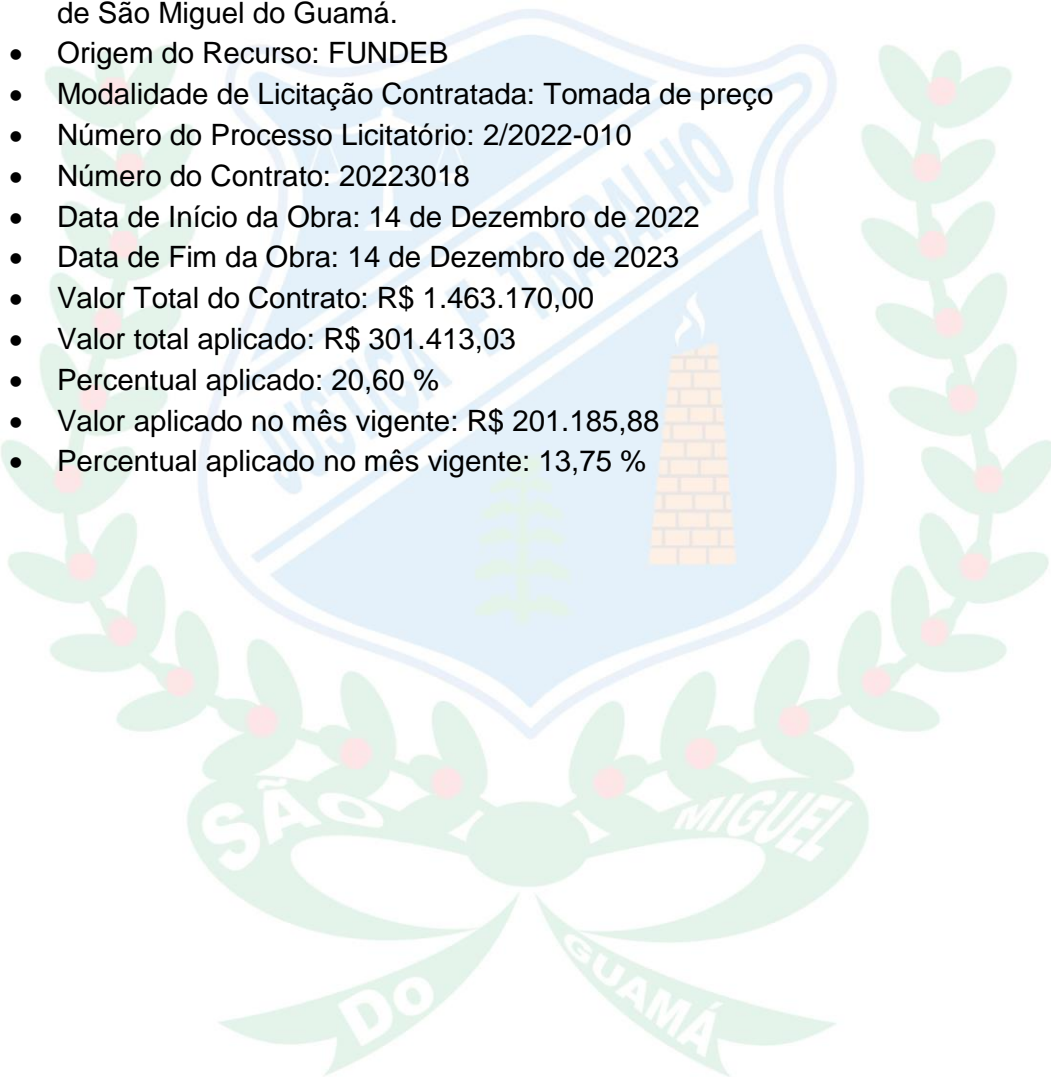 de São Miguel do Guamá.
• Origem do Recurso: FUNDEB
• Modalidade de Licitação Contratada: Tomada de preço
• Número do Processo Licitatório: 2/2022-010
• Número do Contrato: 20223018
• Data de Início da Obra: 14 de Dezembro de 2022
• Data de Fim da Obra: 14 de Dezembro de 2023
• Valor Total do Contrato: R$ 1.463.170,00
• Valor total aplicado: R$ 301.413,03
• Percentual aplicado: 20,60 %
• Valor aplicado no mês vigente: R$ 201.185,88
• Percentual aplicado no mês vigente: 13,75 %
JUSTIÇA E TRABALHO
SÃO MIGUEL
DO GUAMÁ